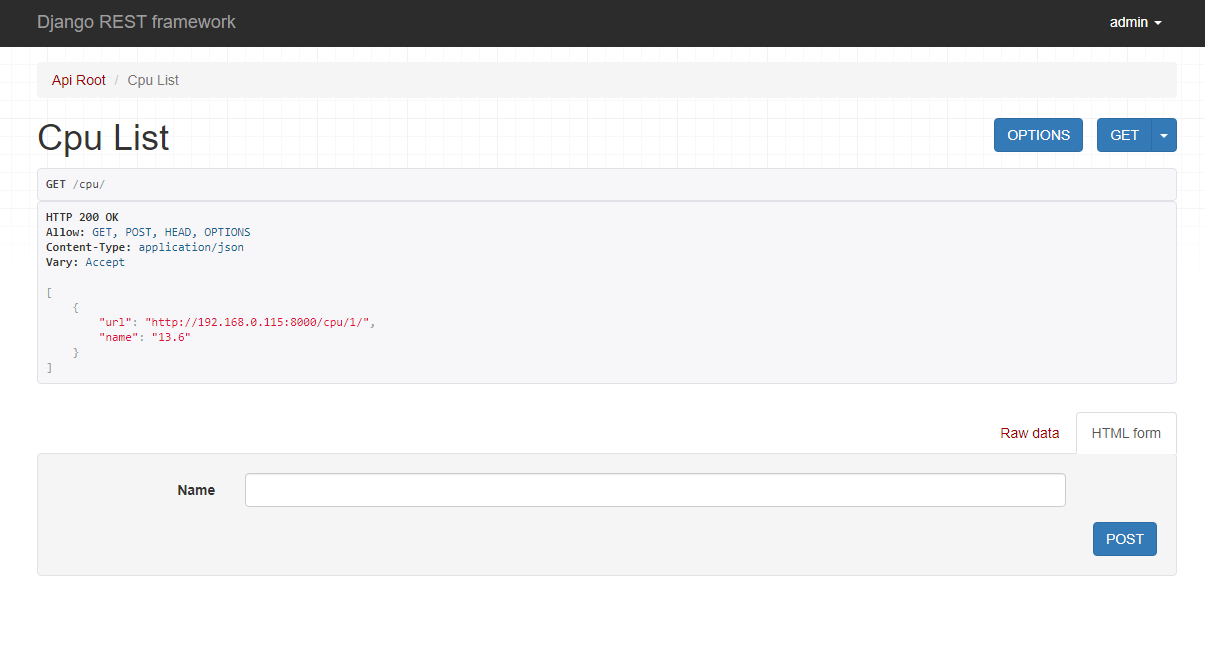 Django REST framework
admin
Api Root / Cpu List
Cpu List
OPTIONS
GET
GET /cpu/
HTTP 200 OK
Allow: GET, POST, HEAD, OPTIONS
Content-Type: application/json
Vary: Accept
[
    {
        "url": "http://192.168.0.115:8000/cpu/1/",
        "name": "13.6"
    }
]
Raw data
HTML form
Name
POST